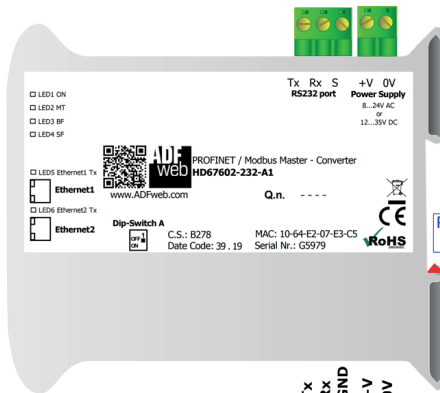 Tx Rx S +V 0V
RS232 port Power Supply
8...24V AC
or
12...35V DC
LED1 ON
LED2 MT
LED3 BF
LED4 SF
ADF
web
www.ADFweb.com
PROFINET / Modbus Master - Converter
HD67602-232-A1
Q.n. - - - -
LED5 Ethernet1 Tx
Ethernet1
LED6 Ethernet2 Tx
Ethernet2
Dip-Switch A
1
OFF
ON
C.S.: B278
Date Code: 39 . 19
MAC: 10-64-E2-07-E3-C5
Serial Nr.: G5979
CE
RoHS
Tx
Rx
GND
-V
0V